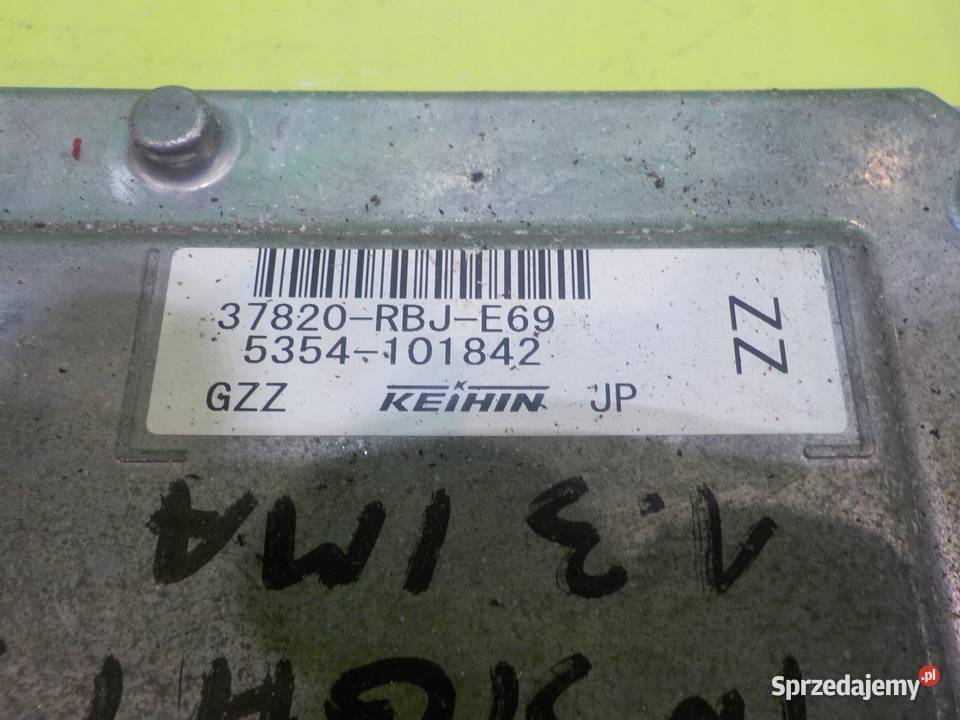 37820-RBJ-E69
5354-101842
GZZ KEIHIN JP
ZZ
1.3 IMA
Sprzedajemy.pl